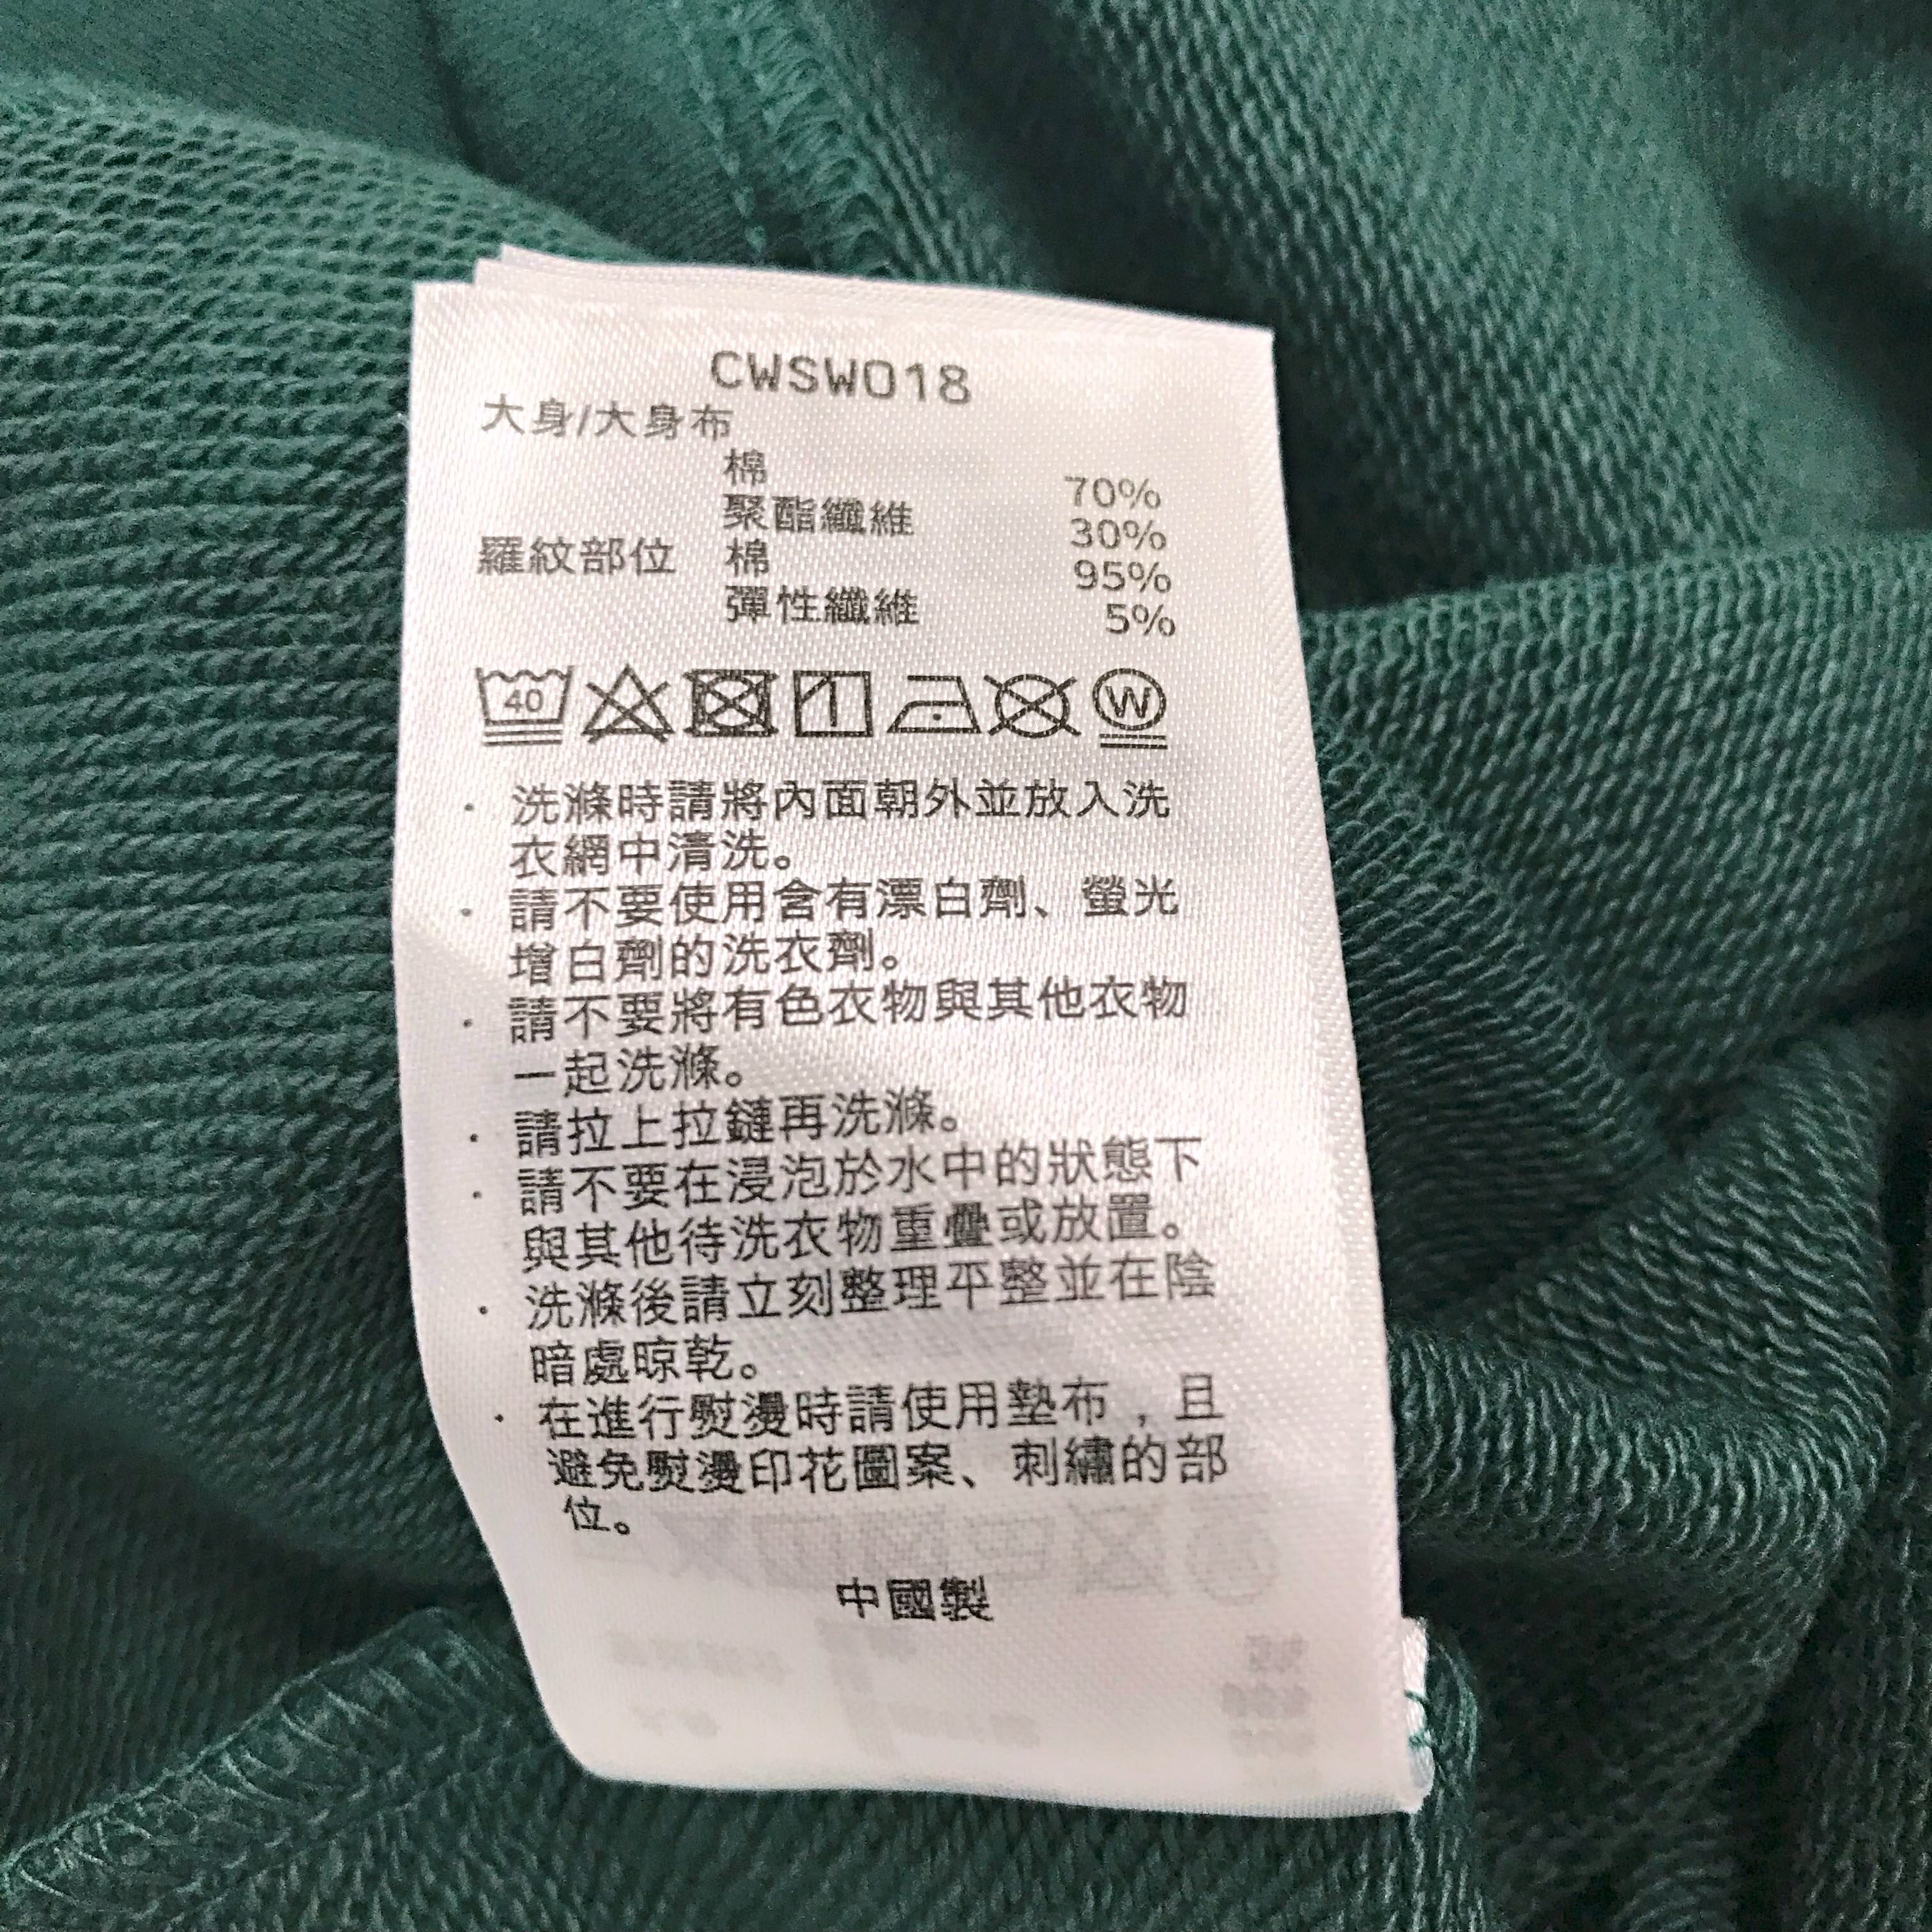 CWSW018
大身/大身布
棉 70%
聚酯纖維 30%
羅紋部位 棉 95%
彈性纖維 5%
40
W
· 洗滌時請將內面朝外並放入洗
衣網中清洗。
· 請不要使用含有漂白劑、螢光
增白劑的洗衣劑。
· 請不要將有色衣物與其他衣物
一起洗滌。
· 請拉上拉鏈再洗滌。
· 請不要在浸泡於水中的狀態下
與其他待洗衣物重疊或放置。
· 洗滌後請立刻整理平整並在陰
暗處晾乾。
· 在進行熨燙時請使用墊布，且
避免熨燙印花圖案、刺繡的部
位。
中國製